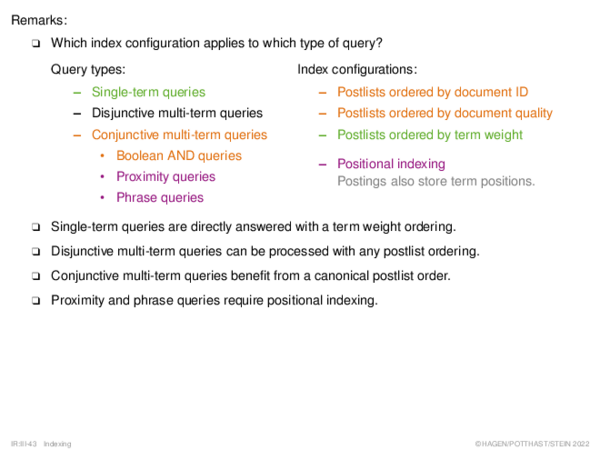 Remarks:
❑ Which index configuration applies to which type of query?
Query types:
– Single-term queries
– Disjunctive multi-term queries
– Conjunctive multi-term queries
• Boolean AND queries
• Proximity queries
• Phrase queries
Index configurations:
– Postlists ordered by document ID
– Postlists ordered by document quality
– Postlists ordered by term weight
– Positional indexing
Postings also store term positions.
❑ Single-term queries are directly answered with a term weight ordering.
❑ Disjunctive multi-term queries can be processed with any postlist ordering.
❑ Conjunctive multi-term queries benefit from a canonical postlist order.
❑ Proximity and phrase queries require positional indexing.
IR:III-43 Indexing
©HAGEN/POTTHAST/STEIN 2022